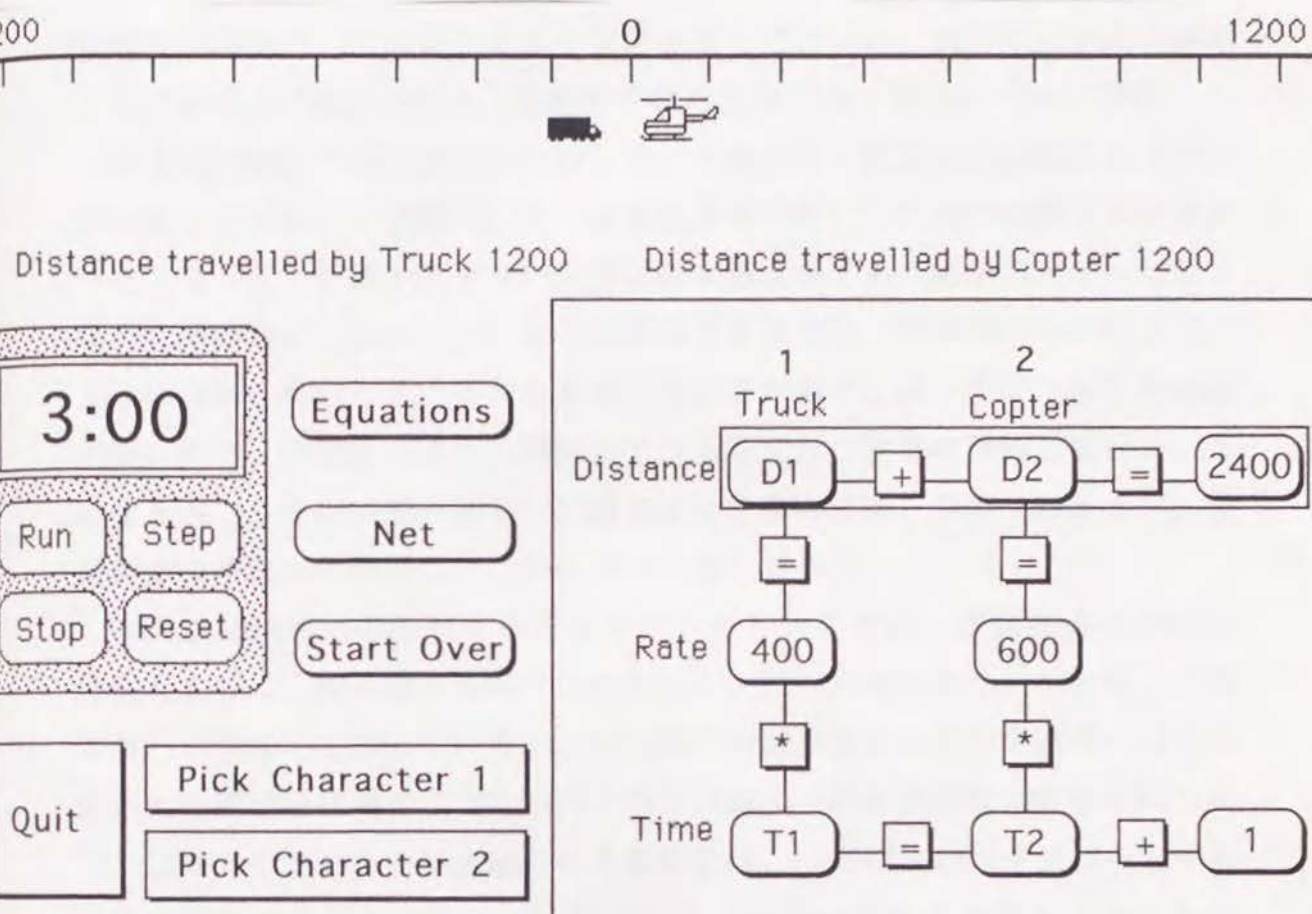 200 0 1200
Distance travelled by Truck 1200 Distance travelled by Copter 1200
3:00
Run Step
Stop Reset
Quit
Equations
Net
Start Over
Pick Character 1
Pick Character 2
1 2
Truck Copter
Distance D1 + D2 = 2400
= =
Rate 400 600
* *
Time T1 = T2 + 1